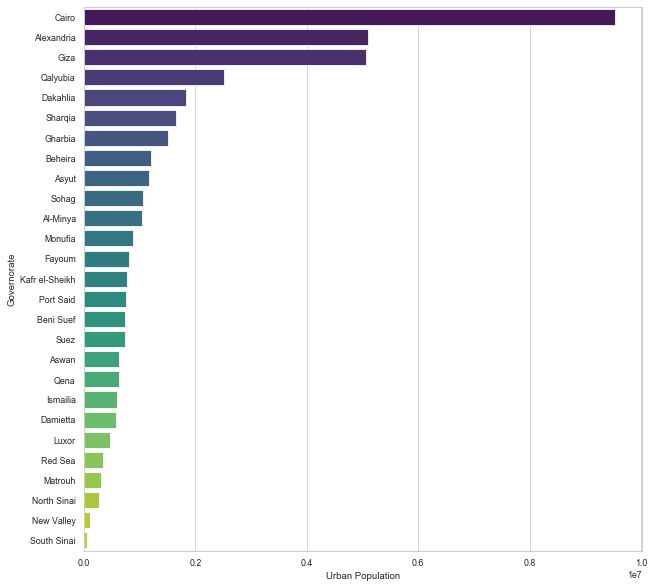 Cairo
Alexandria
Giza
Qalyubia
Dakahlia
Sharqia
Gharbia
Beheira
Asyut
Sohag
Al-Minya
Monufia
Fayoum
Kafr el-Sheikh
Port Said
Beni Suef
Suez
Aswan
Qena
Ismailia
Damietta
Luxor
Red Sea
Matrouh
North Sinai
New Valley
South Sinai
Governorate
0.0 0.2 0.4 0.6 0.8 1.0
1e7
Urban Population